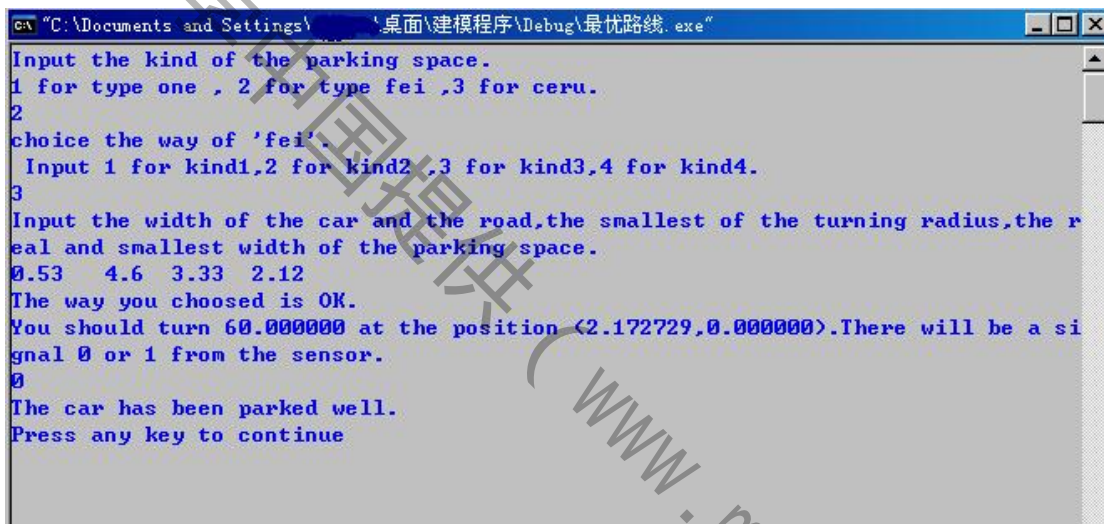 "C:\Documents and Settings\ \桌面\建模程序\Debug\最优路线.exe"
Input the kind of the parking space.
1 for type one , 2 for type fei ,3 for ceru.
2
choice the way of 'fei'.
 Input 1 for kind1,2 for kind2 ,3 for kind3,4 for kind4.
3
Input the width of the car and the road,the smallest of the turning radius,the r
eal and smallest width of the parking space.
0.53   4.6  3.33  2.12
The way you choosed is OK.
You should turn 60.000000 at the position (2.172729,0.000000).There will be a si
gnal 0 or 1 from the sensor.
0
The car has been parked well.
Press any key to continue
中国提供 ( www.